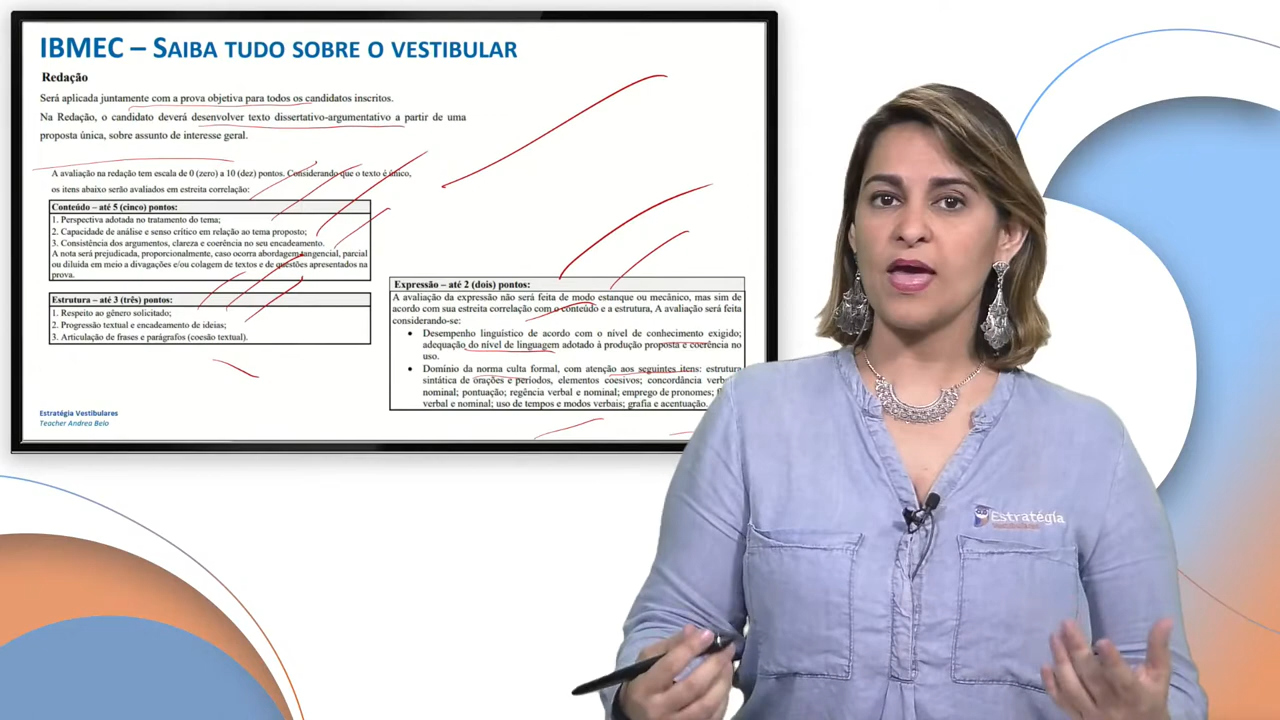 IBMEC – SAIBA TUDO SOBRE O VESTIBULAR
Redação
Será aplicada juntamente com a prova objetiva para todos os candidatos inscritos.
Na Redação, o candidato deverá desenvolver texto dissertativo-argumentativo a partir de uma
proposta única, sobre assunto de interesse geral.
A avaliação na redação tem escala de 0 (zero) a 10 (dez) pontos. Considerando que o texto é único,
os itens abaixo serão avaliados em estreita correlação:
Conteúdo – até 5 (cinco) pontos:
1. Perspectiva adotada no tratamento do tema;
2. Capacidade de análise e senso crítico em relação ao tema proposto;
3. Consistência dos argumentos, clareza e coerência no seu encadeamento.
A nota será prejudicada, proporcionalmente, caso ocorra abordagem tangencial, parcial
ou diluída em meio a divagações e/ou colagem de textos e de questões apresentados na
prova.
Estrutura – até 3 (três) pontos:
1. Respeito ao gênero solicitado;
2. Progressão textual e encadeamento de ideias;
3. Articulação de frases e parágrafos (coesão textual).
Expressão – até 2 (dois) pontos:
A avaliação da expressão não será feita de modo estanque ou mecânico, mas sim de
acordo com sua estreita correlação com o conteúdo e a estrutura, A avaliação será feita
considerando-se:
• Desempenho linguístico de acordo com o nível de conhecimento exigido;
adequação do nível de linguagem adotado à produção proposta e coerência no
uso.
• Domínio da norma culta formal, com atenção aos seguintes itens: estrutura
sintática de orações e períodos, elementos coesivos; concordância verb
nominal; pontuação; regência verbal e nominal; emprego de pronomes; f
verbal e nominal; uso de tempos e modos verbais; grafia e acentuação.
Estratégia Vestibulares
Teacher Andrea Belo
Estratégia
Vestibulares